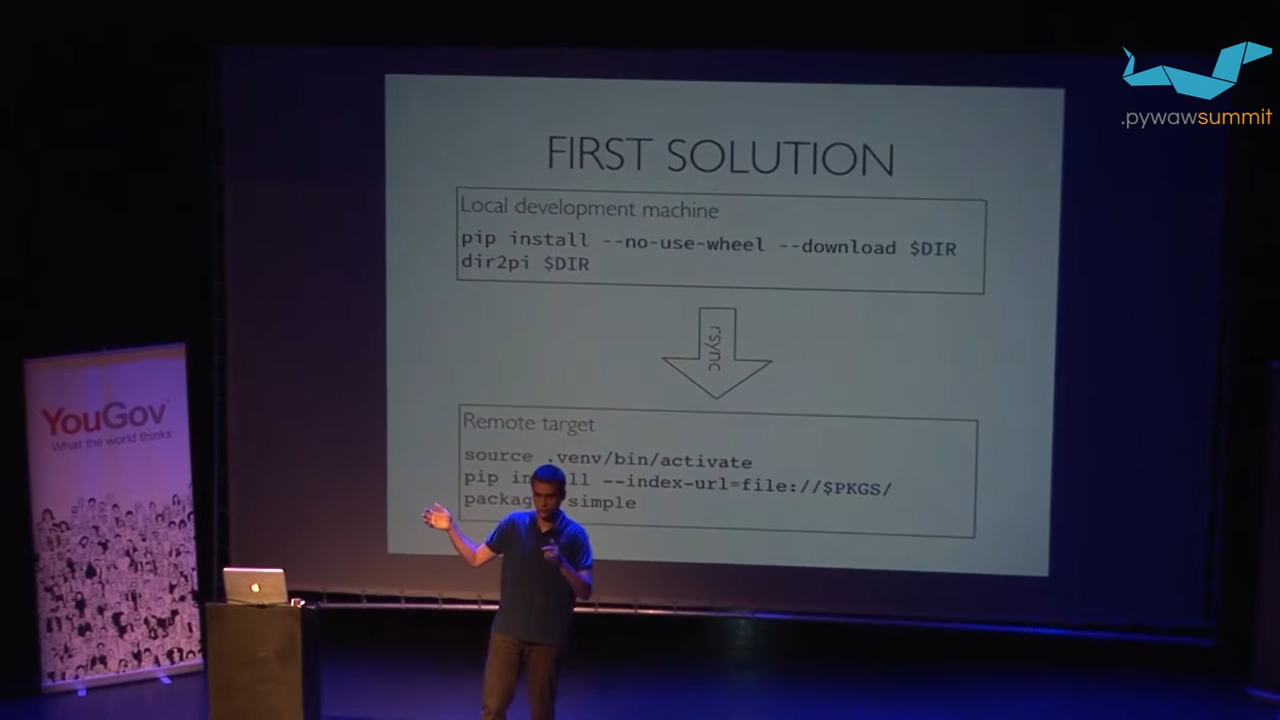 .pywawsummit
FIRST SOLUTION
Local development machine
pip install --no-use-wheel --download $DIR
dir2pi $DIR
rsync
Remote target
source .venv/bin/activate
pip in ll --index-url=file://$PKGS/
packag simple
YouGov
What the world thinks